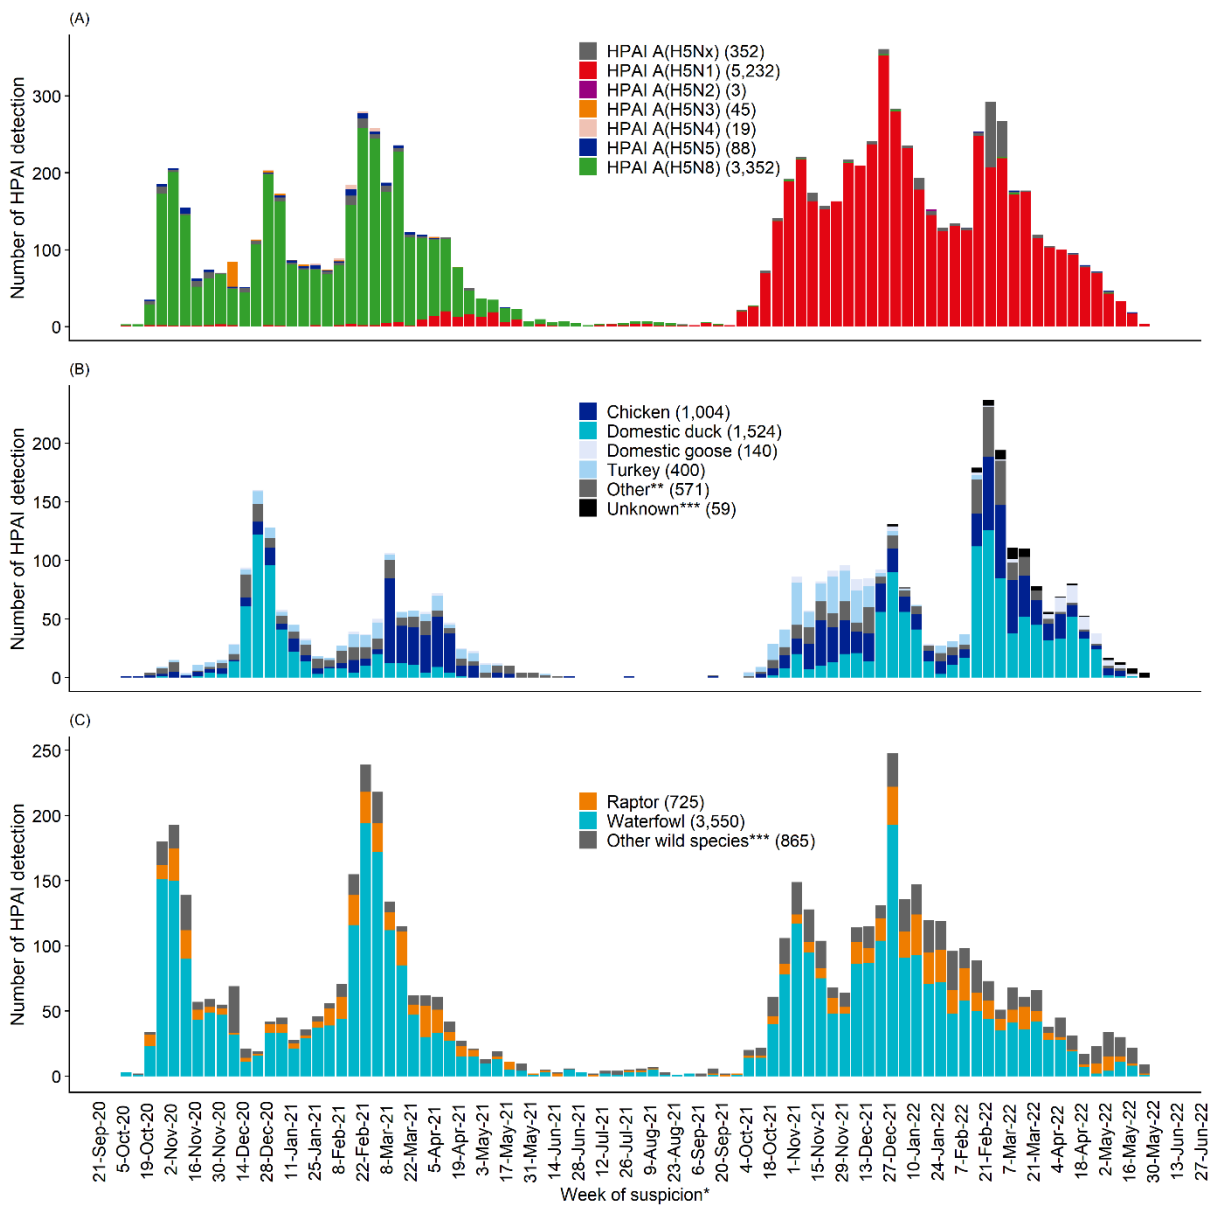 (A)
Number of HPAI detection
300
200
100
0
HPAI A(H5Nx) (352)
HPAI A(H5N1) (5,232)
HPAI A(H5N2) (3)
HPAI A(H5N3) (45)
HPAI A(H5N4) (19)
HPAI A(H5N5) (88)
HPAI A(H5N8) (3,352)
(B)
Number of HPAI detection
200
150
100
50
0
Chicken (1,004)
Domestic duck (1,524)
Domestic goose (140)
Turkey (400)
Other** (571)
Unknown*** (59)
(C)
Number of HPAI detection
250
200
150
100
50
0
Raptor (725)
Waterfowl (3,550)
Other wild species*** (865)
21-Sep-20
5-Oct-20
19-Oct-20
2-Nov-20
16-Nov-20
30-Nov-20
14-Dec-20
28-Dec-20
11-Jan-21
25-Jan-21
8-Feb-21
22-Feb-21
8-Mar-21
22-Mar-21
5-Apr-21
19-Apr-21
3-May-21
17-May-21
31-May-21
14-Jun-21
28-Jun-21
12-Jul-21
26-Jul-21
9-Aug-21
23-Aug-21
6-Sep-21
20-Sep-21
4-Oct-21
18-Oct-21
1-Nov-21
15-Nov-21
29-Nov-21
13-Dec-21
27-Dec-21
10-Jan-22
24-Jan-22
7-Feb-22
21-Feb-22
7-Mar-22
21-Mar-22
4-Apr-22
18-Apr-22
2-May-22
16-May-22
30-May-22
13-Jun-22
27-Jun-22
Week of suspicion*